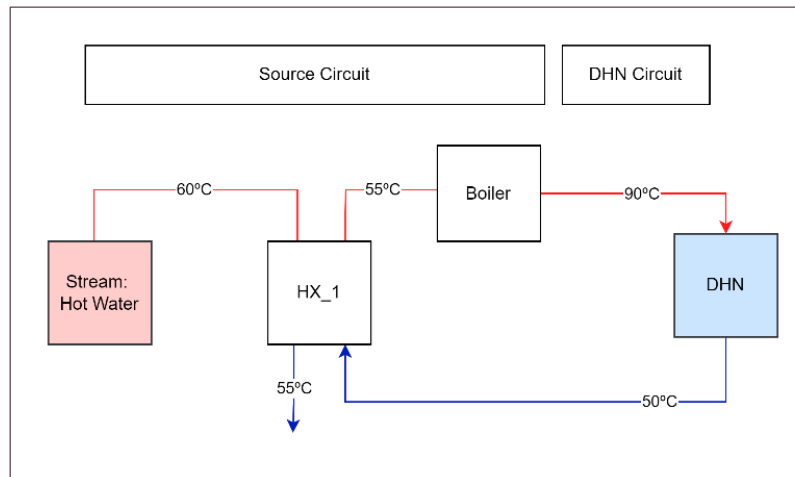 Source Circuit
DHN Circuit
60ºC
55ºC
Boiler
90ºC
Stream:
Hot Water
HX_1
DHN
55ºC
50ºC